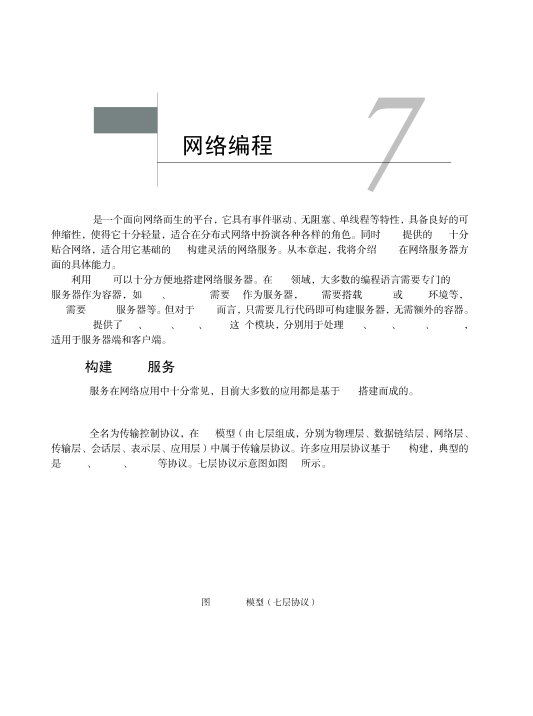 网络编程
7
是一个面向网络而生的平台，它具有事件驱动、无阻塞、单线程等特性，具备良好的可
伸缩性，使得它十分轻量，适合在分布式网络中扮演各种各样的角色。同时 提供的 十分
贴合网络，适合用它基础的 构建灵活的网络服务。从本章起，我将介绍 在网络服务器方
面的具体能力。
利用 可以十分方便地搭建网络服务器。在 领域，大多数的编程语言需要专门的
服务器作为容器，如 、 需要 作为服务器， 需要搭载 或 环境等，
需要 服务器等。但对于 而言，只需要几行代码即可构建服务器，无需额外的容器。
提供了 、 、 、 这 个模块，分别用于处理 、 、 、 ，
适用于服务器端和客户端。
构建 服务
服务在网络应用中十分常见，目前大多数的应用都是基于 搭建而成的。
全名为传输控制协议，在 模型（由七层组成，分别为物理层、数据链结层、网络层、
传输层、会话层、表示层、应用层）中属于传输层协议。许多应用层协议基于 构建，典型的
是 、 、 等协议。七层协议示意图如图 所示。
图 模型（七层协议）